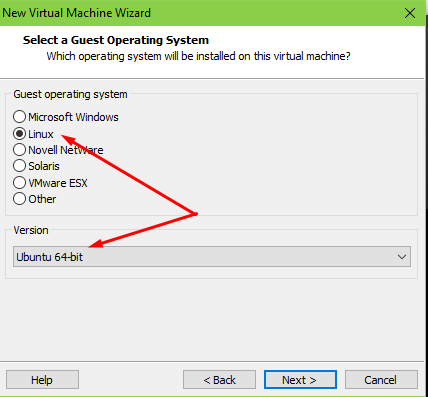 New Virtual Machine Wizard
Select a Guest Operating System
Which operating system will be installed on this virtual machine?
Guest operating system
Microsoft Windows
Linux
Novell NetWare
Solaris
VMware ESX
Other
Version
Ubuntu 64-bit
Help
< Back
Next >
Cancel